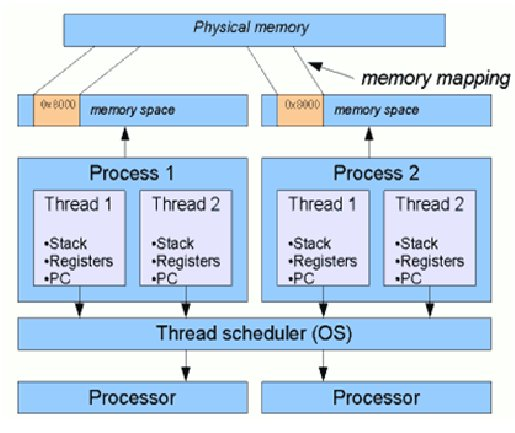 Physical memory
memory mapping
0x8000 memory space
0x8000 memory space
Process 1
Thread 1
•Stack
•Registers
•PC
Thread 2
•Stack
•Registers
•PC
Process 2
Thread 1
•Stack
•Registers
•PC
Thread 2
•Stack
•Registers
•PC
Thread scheduler (OS)
Processor
Processor